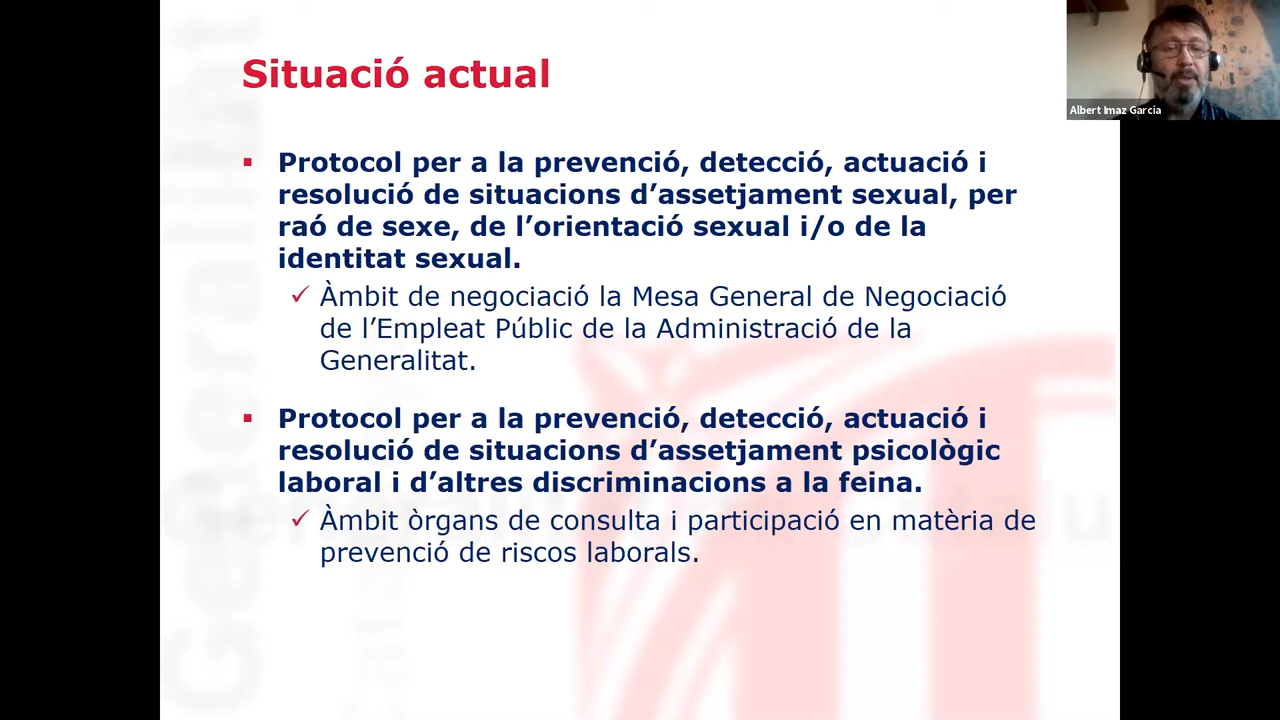 Situació actual
Albert Imaz Garcia
Protocol per a la prevenció, detecció, actuació i
resolució de situacions d’assetjament sexual, per
raó de sexe, de l’orientació sexual i/o de la
identitat sexual.
Àmbit de negociació la Mesa General de Negociació
de l’Empleat Públic de la Administració de la
Generalitat.
Protocol per a la prevenció, detecció, actuació i
resolució de situacions d’assetjament psicològic
laboral i d’altres discriminacions a la feina.
Àmbit òrgans de consulta i participació en matèria de
prevenció de riscos laborals.
Generalitat